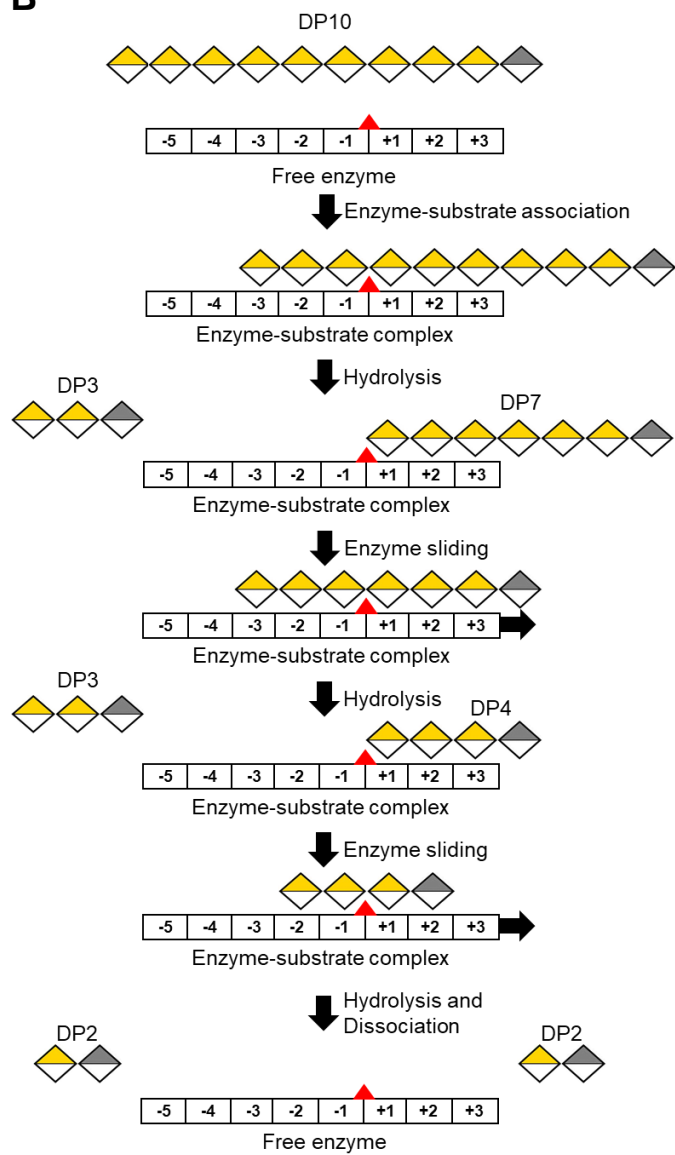 B
DP10
-5 -4 -3 -2 -1 +1 +2 +3
Free enzyme
Enzyme-substrate association
-5 -4 -3 -2 -1 +1 +2 +3
Enzyme-substrate complex
Hydrolysis
DP3
DP7
-5 -4 -3 -2 -1 +1 +2 +3
Enzyme-substrate complex
Enzyme sliding
-5 -4 -3 -2 -1 +1 +2 +3
Enzyme-substrate complex
DP3
Hydrolysis
DP4
-5 -4 -3 -2 -1 +1 +2 +3
Enzyme-substrate complex
Enzyme sliding
-5 -4 -3 -2 -1 +1 +2 +3
Enzyme-substrate complex
Hydrolysis and
Dissociation
DP2
DP2
-5 -4 -3 -2 -1 +1 +2 +3
Free enzyme